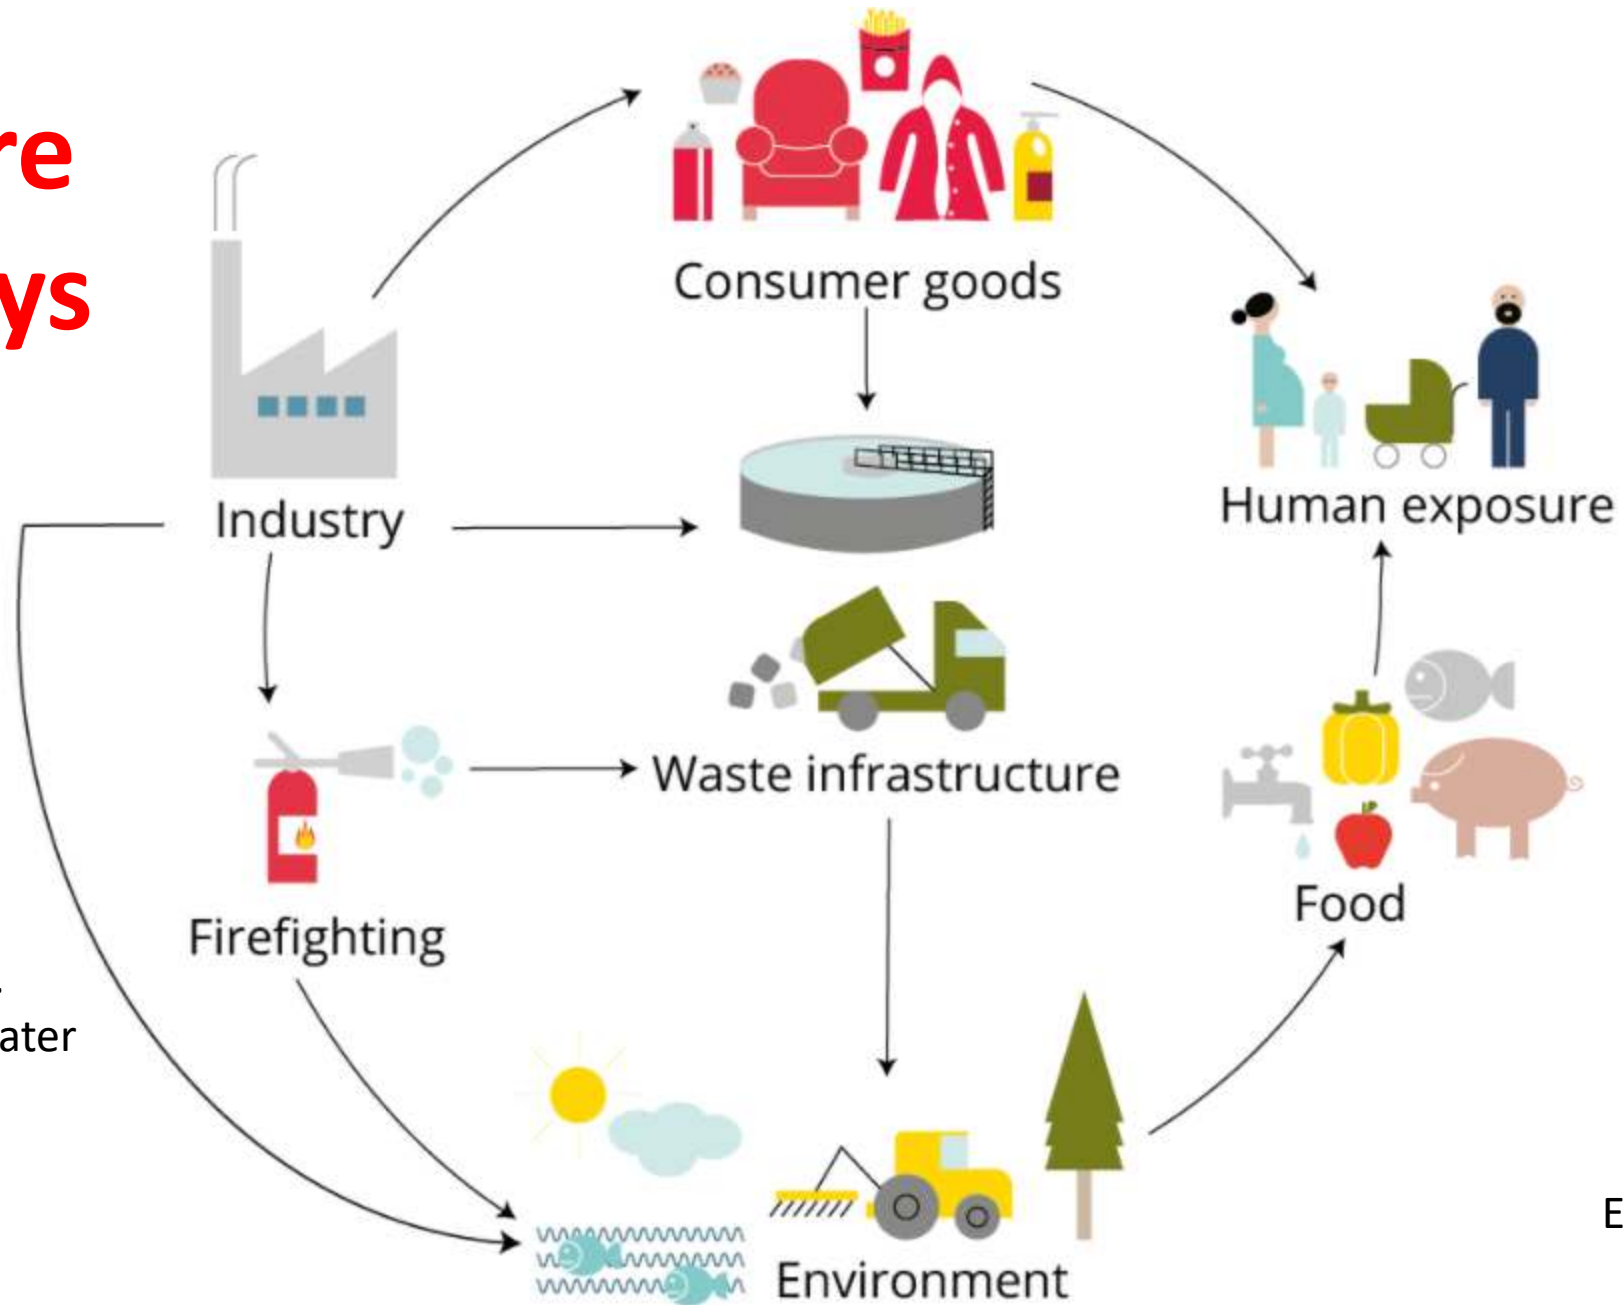 re
ys
Consumer goods
Human exposure
Industry
Waste infrastructure
Food
Firefighting
ater
E
Environment